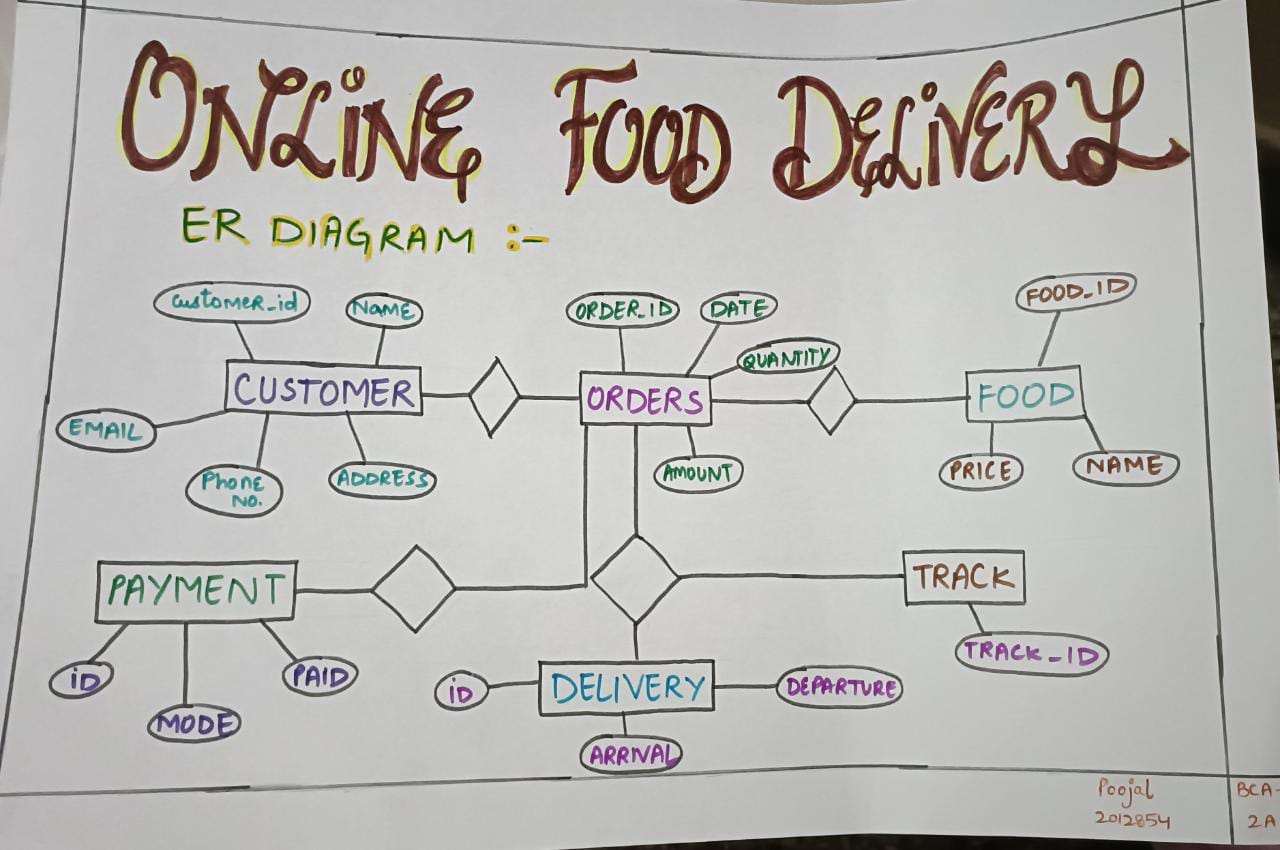 ONLINE FOOD DELIVERY
ER DIAGRAM :-
Customer_id
NAME
ORDER_ID
DATE
FOOD_ID
QUANTITY
CUSTOMER
ORDERS
FOOD
EMAIL
Phone
No.
ADDRESS
AMOUNT
PRICE
NAME
PAYMENT
TRACK
iD
MODE
PAID
iD
DELIVERY
DEPARTURE
TRACK_ID
ARRIVAL
Poojal
2012854
BCA-
2A